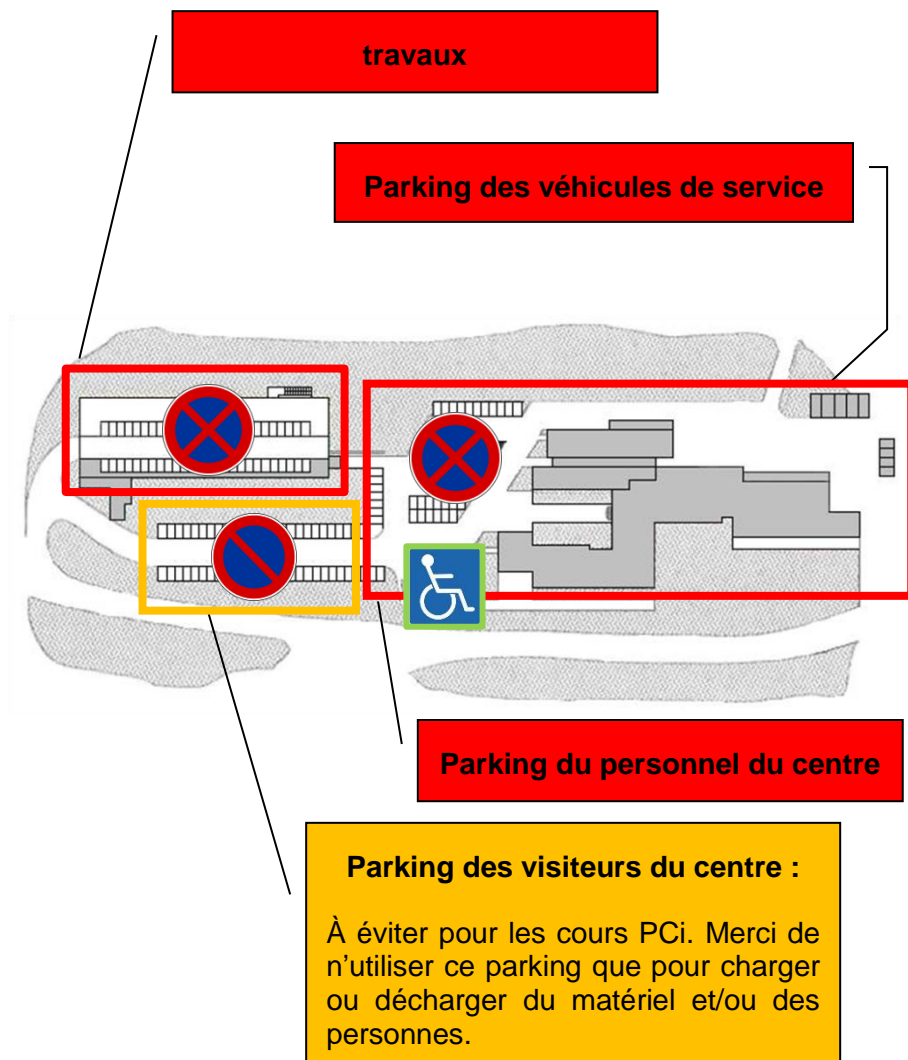 travaux
Parking des véhicules de service
Parking du personnel du centre
Parking des visiteurs du centre :
À éviter pour les cours PCi. Merci de
n’utiliser ce parking que pour charger
ou décharger du matériel et/ou des
personnes.